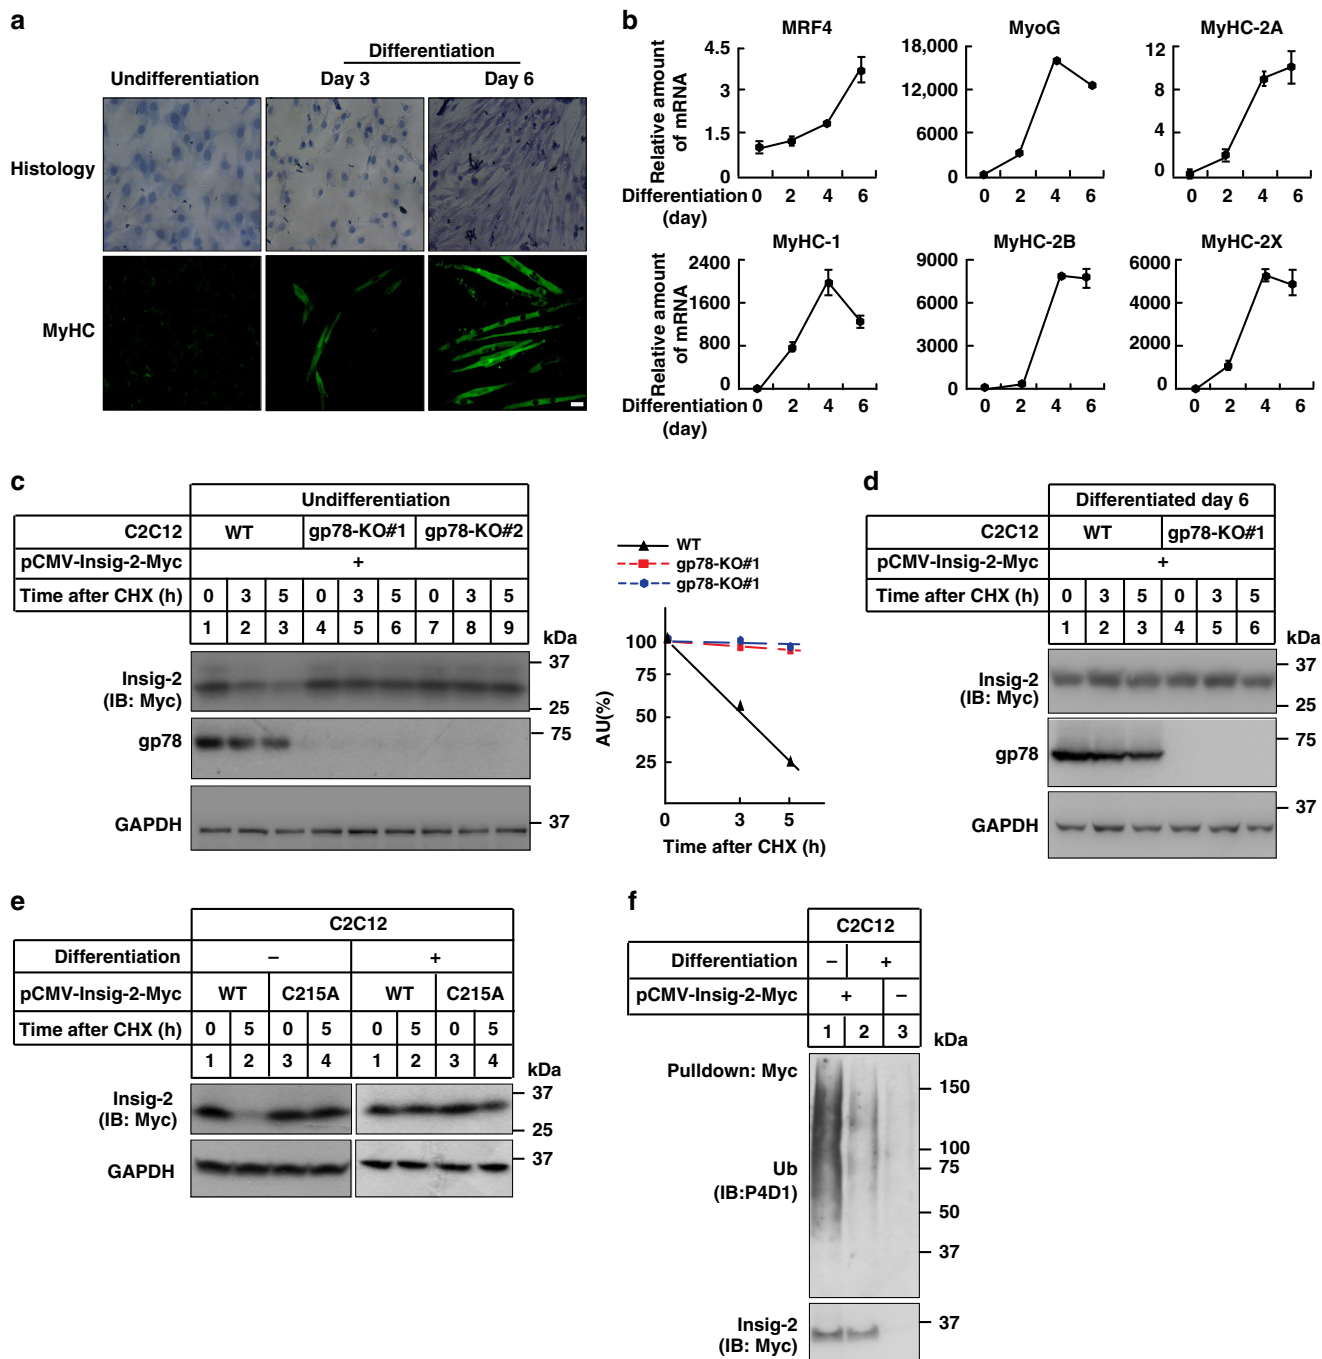 a
Differentiation
Undifferentiation Day 3 Day 6
Histology
MyHC
b
MRF4 MyoG MyHC-2A
Relative amount of mRNA
4.5 3 1.5 0
18,000 12,000 6000 0
12 8 4 0
Differentiation (day) 0 2 4 6 0 2 4 6 0 2 4 6
MyHC-1 MyHC-2B MyHC-2X
Relative amount of mRNA
2400 1600 800 0
9000 6000 3000 0
6000 4000 2000 0
Differentiation (day) 0 2 4 6 0 2 4 6 0 2 4 6
c
Undifferentiation
C2C12 WT gp78-KO#1 gp78-KO#2
pCMV-Insig-2-Myc +
Time after CHX (h) 0 3 5 0 3 5 0 3 5
1 2 3 4 5 6 7 8 9 kDa
Insig-2 (IB: Myc) 37 25
gp78 75
GAPDH 37
WT
gp78-KO#1
gp78-KO#1
AU(%)
100
75
50
25
0 3 5
Time after CHX (h)
d
Differentiated day 6
C2C12 WT gp78-KO#1
pCMV-Insig-2-Myc +
Time after CHX (h) 0 3 5 0 3 5
1 2 3 4 5 6 kDa
Insig-2 (IB: Myc) 37 25
gp78 75
GAPDH 37
e
C2C12
Differentiation − +
pCMV-Insig-2-Myc WT C215A WT C215A
Time after CHX (h) 0 5 0 5 0 5 0 5
1 2 3 4 1 2 3 4 kDa
Insig-2 (IB: Myc) 37 25
GAPDH 37
f
C2C12
Differentiation − +
pCMV-Insig-2-Myc + −
1 2 3 kDa
Pulldown: Myc
Ub (IB:P4D1)
150
100
75
50
37
Insig-2 (IB: Myc) 37